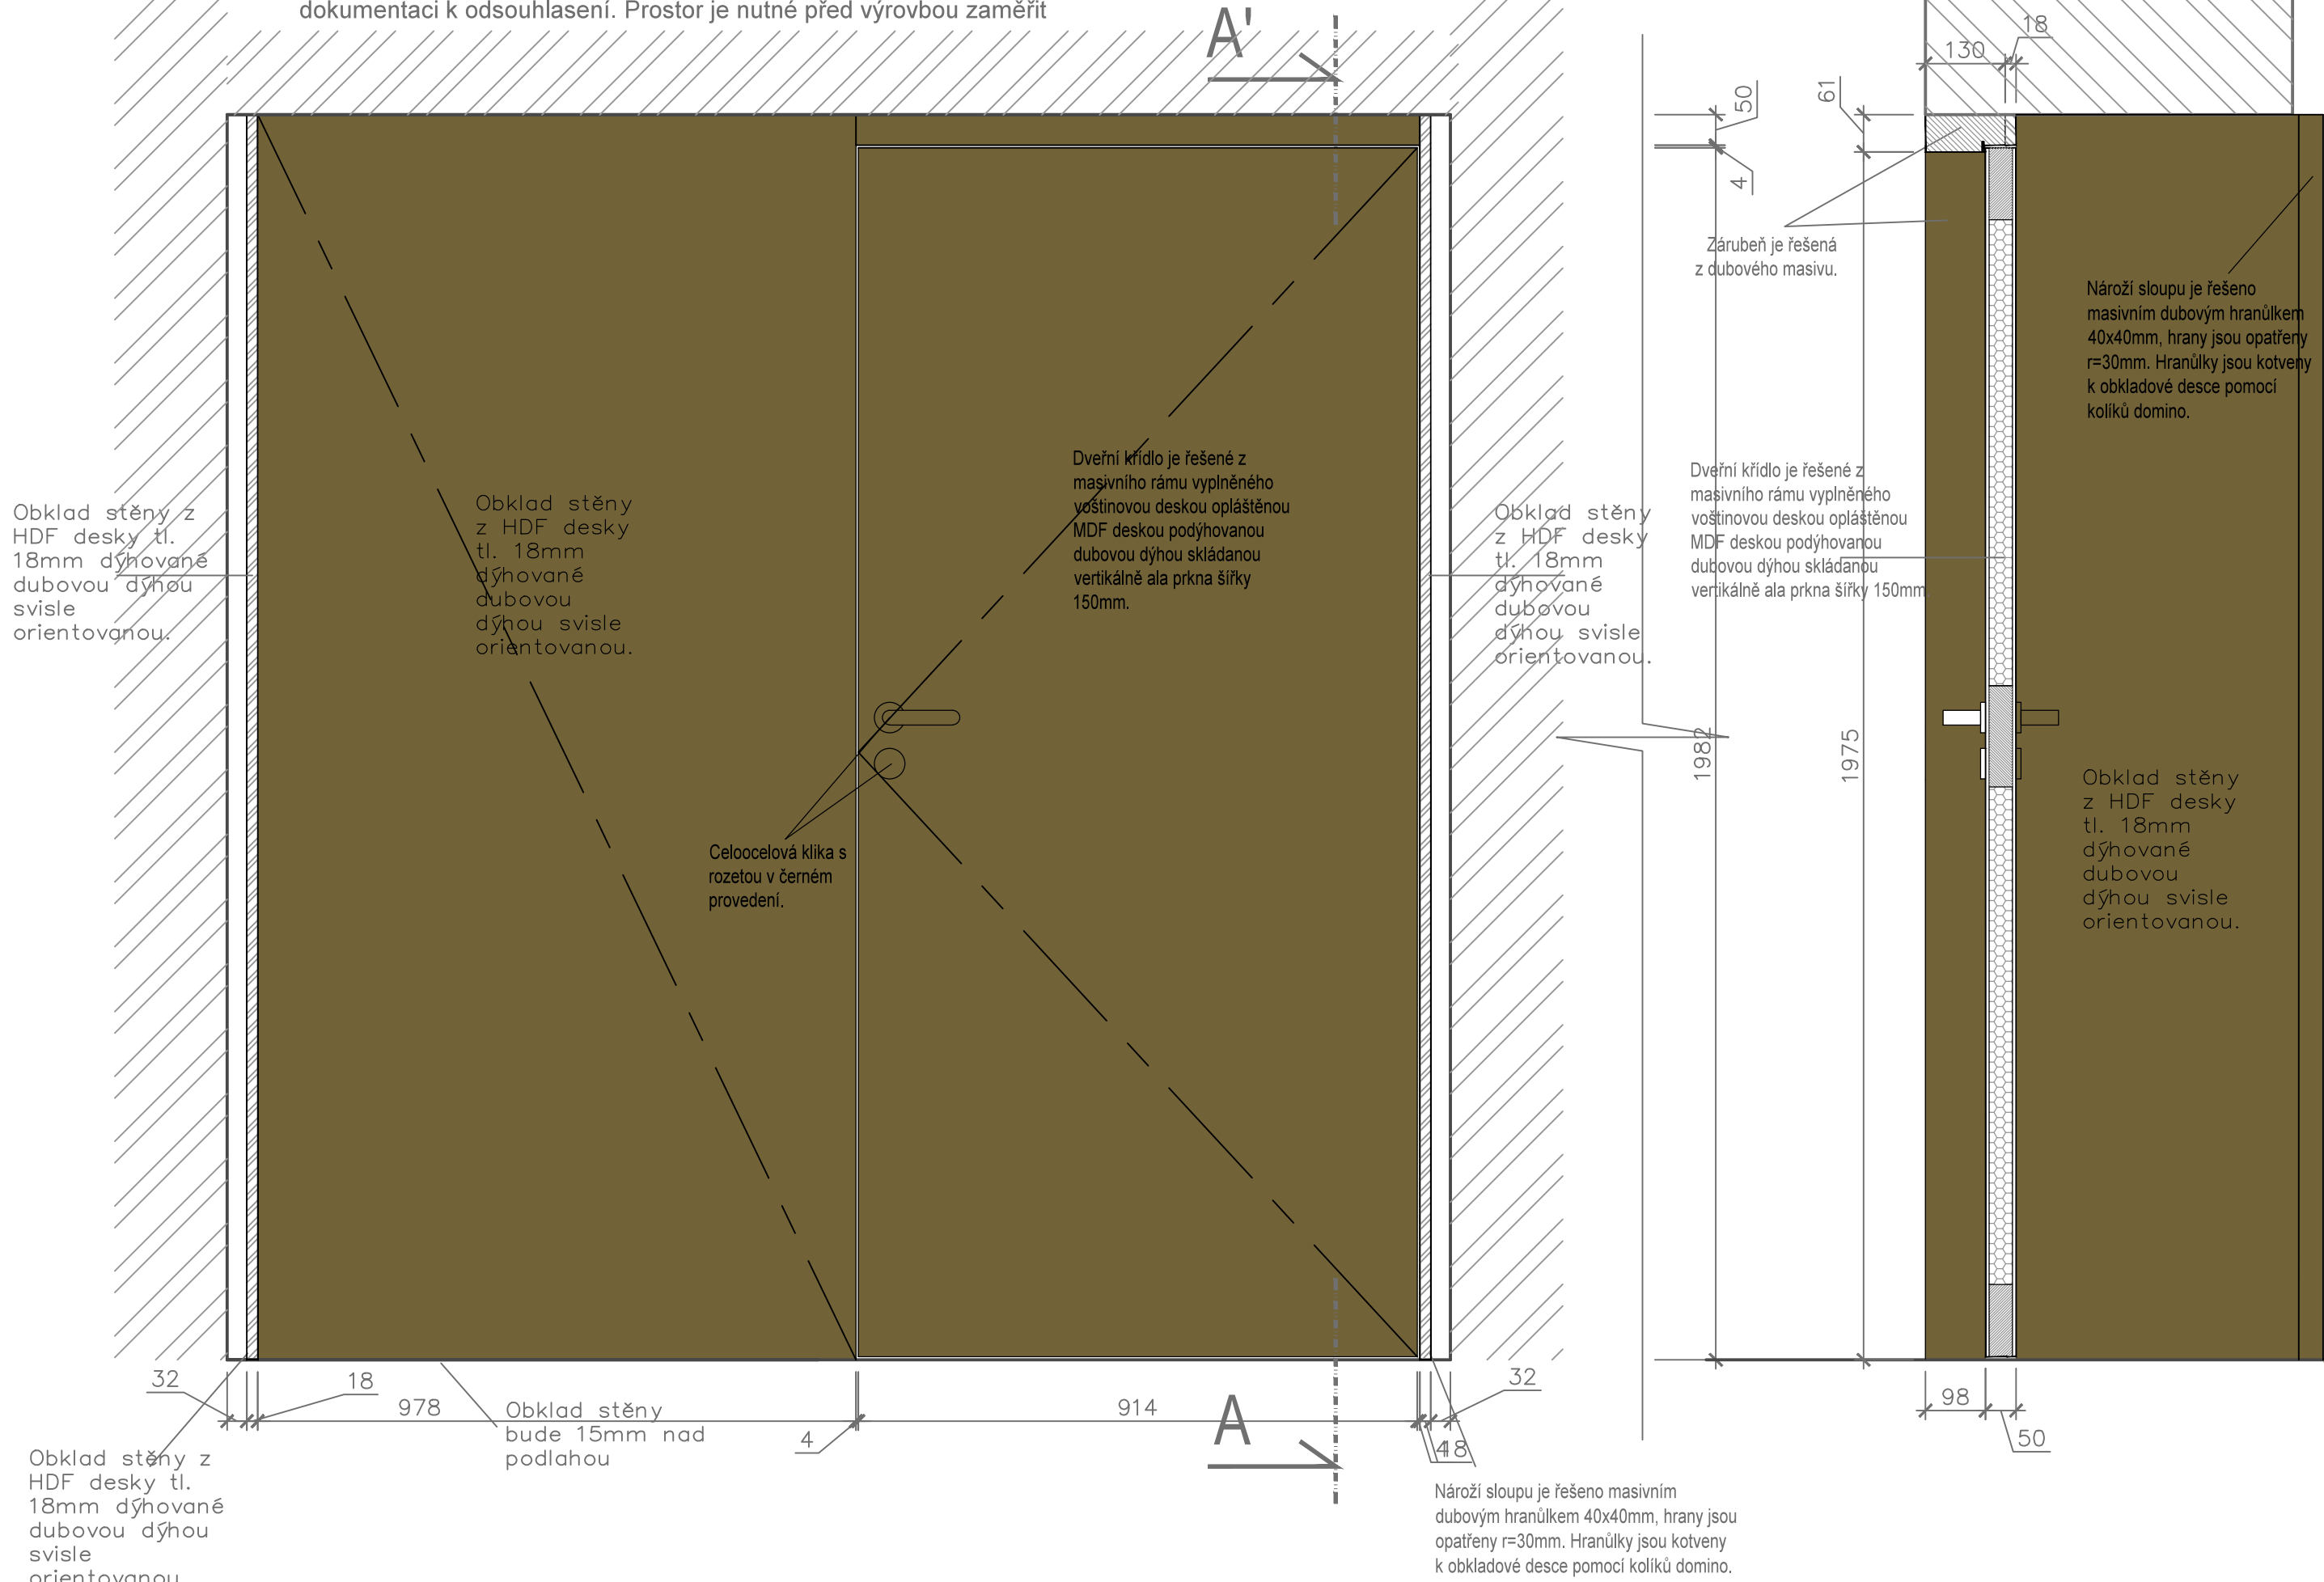 dokumentaci k odsouhlasení. Prostor je nutné před výrovbou zaměřit
A'
18
130
50
61
4
Zárubeň je řešená
z dubového masivu.
Nároží sloupu je řešeno
masivním dubovým hranůlkem
40x40mm, hrany jsou opatřeny
r=30mm. Hranůlky jsou kotveny
k obkladové desce pomocí
kolíků domino.
Obklad stěny z
HDF desky tl.
18mm dýhované
dubovou dýhou
svisle
orientovanou.
Obklad stěny
z HDF desky
tl. 18mm
dýhované
dubovou
dýhou svisle
orientovanou.
Dveřní křídlo je řešené z
masivního rámu vyplněného
voštinovou deskou opláštěnou
MDF deskou podýhovanou
dubovou dýhou skládanou
vertikálně ala prkna šířky
150mm.
Obklad stěny
z HDF desky
tl. 18mm
dýhované
dubovou
dýhou svisle
orientovanou.
Dveřní křídlo je řešené z
masivního rámu vyplněného
voštinovou deskou opláštěnou
MDF deskou podýhovanou
dubovou dýhou skládanou
vertikálně ala prkna šířky 150mm
1982
1975
Obklad stěny
z HDF desky
tl. 18mm
dýhované
dubovou
dýhou svisle
orientovanou.
Celoocelová klika s
rozetou v černém
provedení.
32
18
978
4
914
A
32
4
18
98
50
Obklad stěny
bude 15mm nad
podlahou
Obklad stěny z
HDF desky tl.
18mm dýhované
dubovou dýhou
svisle
orientovanou
Nároží sloupu je řešeno masivním
dubovým hranůlkem 40x40mm, hrany jsou
opatřeny r=30mm. Hranůlky jsou kotveny
k obkladové desce pomocí kolíků domino.